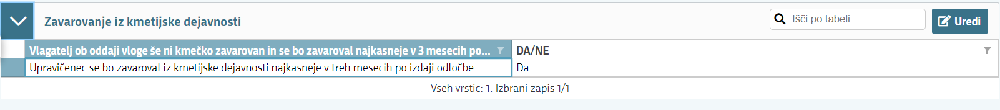 Zavarovanje iz kmetijske dejavnosti
Išči po tabeli...
Uredi
Vlagatelj ob oddaji vloge še ni kmečko zavarovan in se bo zavaroval najkasneje v 3 mesecih po...
DA/NE
Upravičenec se bo zavaroval iz kmetijske dejavnosti najkasneje v treh mesecih po izdaji odločbe
Da
Vseh vrstic: 1. Izbrani zapis 1/1